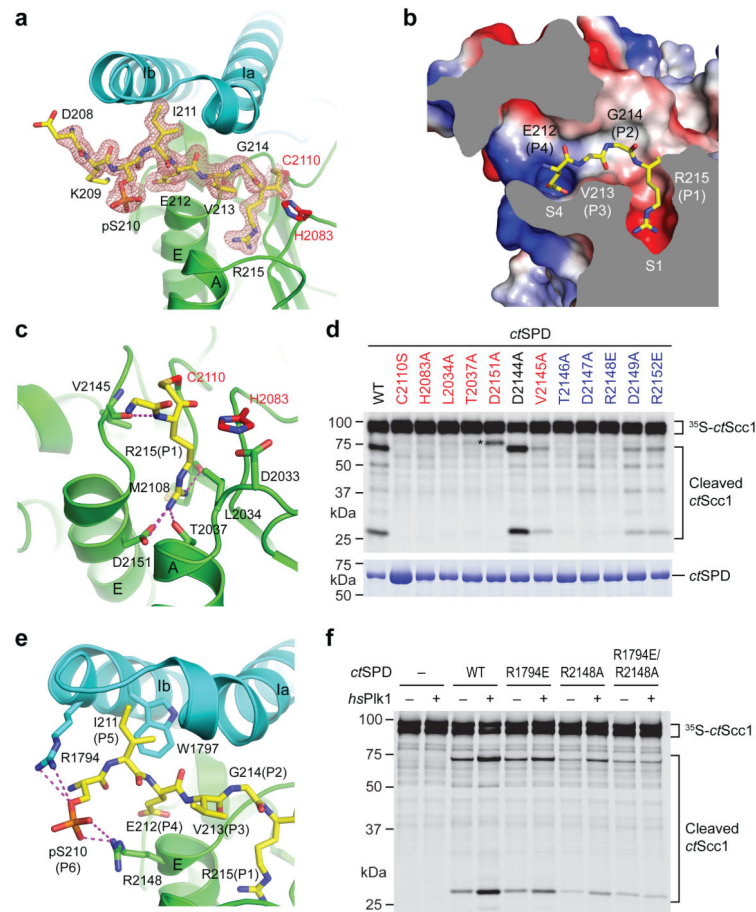 a
Ib
Ia
D208
I211
G214
C2110
K209
E212
V213
H2083
pS210
E
A
R215
b
E212
(P4)
G214
(P2)
R215
(P1)
V213
(P3)
S4
S1
c
V2145
C2110
H2083
R215(P1)
M2108
D2033
L2034
T2037
D2151
E
A
d
ctSPD
WT
C2110S
H2083A
L2034A
T2037A
D2151A
D2144A
V2145A
T2146A
D2147A
R2148E
D2149A
R2152E
100
75
50
37
kDa
25
*
35S-ctScc1
Cleaved
ctScc1
75
kDa
50
ctSPD
e
Ib
Ia
I211
(P5)
R1794
W1797
G214(P2)
E212(P4)
V213(P3)
pS210
(P6)
E
R2148
R215(P1)
f
R1794E/
ctSPD – WT R1794E R2148A R2148A
hsPlk1 – + – + – + – + – +
100
75
50
37
kDa
25
35S-ctScc1
Cleaved
ctScc1